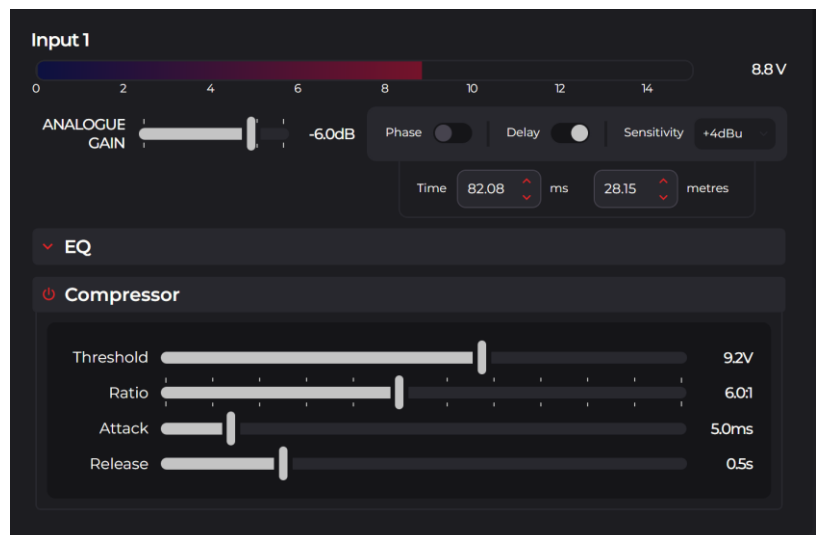 Input 1
8.8 V
0 2 4 6 8 10 12 14
ANALOGUE GAIN -6.0dB Phase Delay Sensitivity +4dBu
Time 82.08 ms 28.15 metres
EQ
Compressor
Threshold 9.2V
Ratio 6.0:1
Attack 5.0ms
Release 0.5s